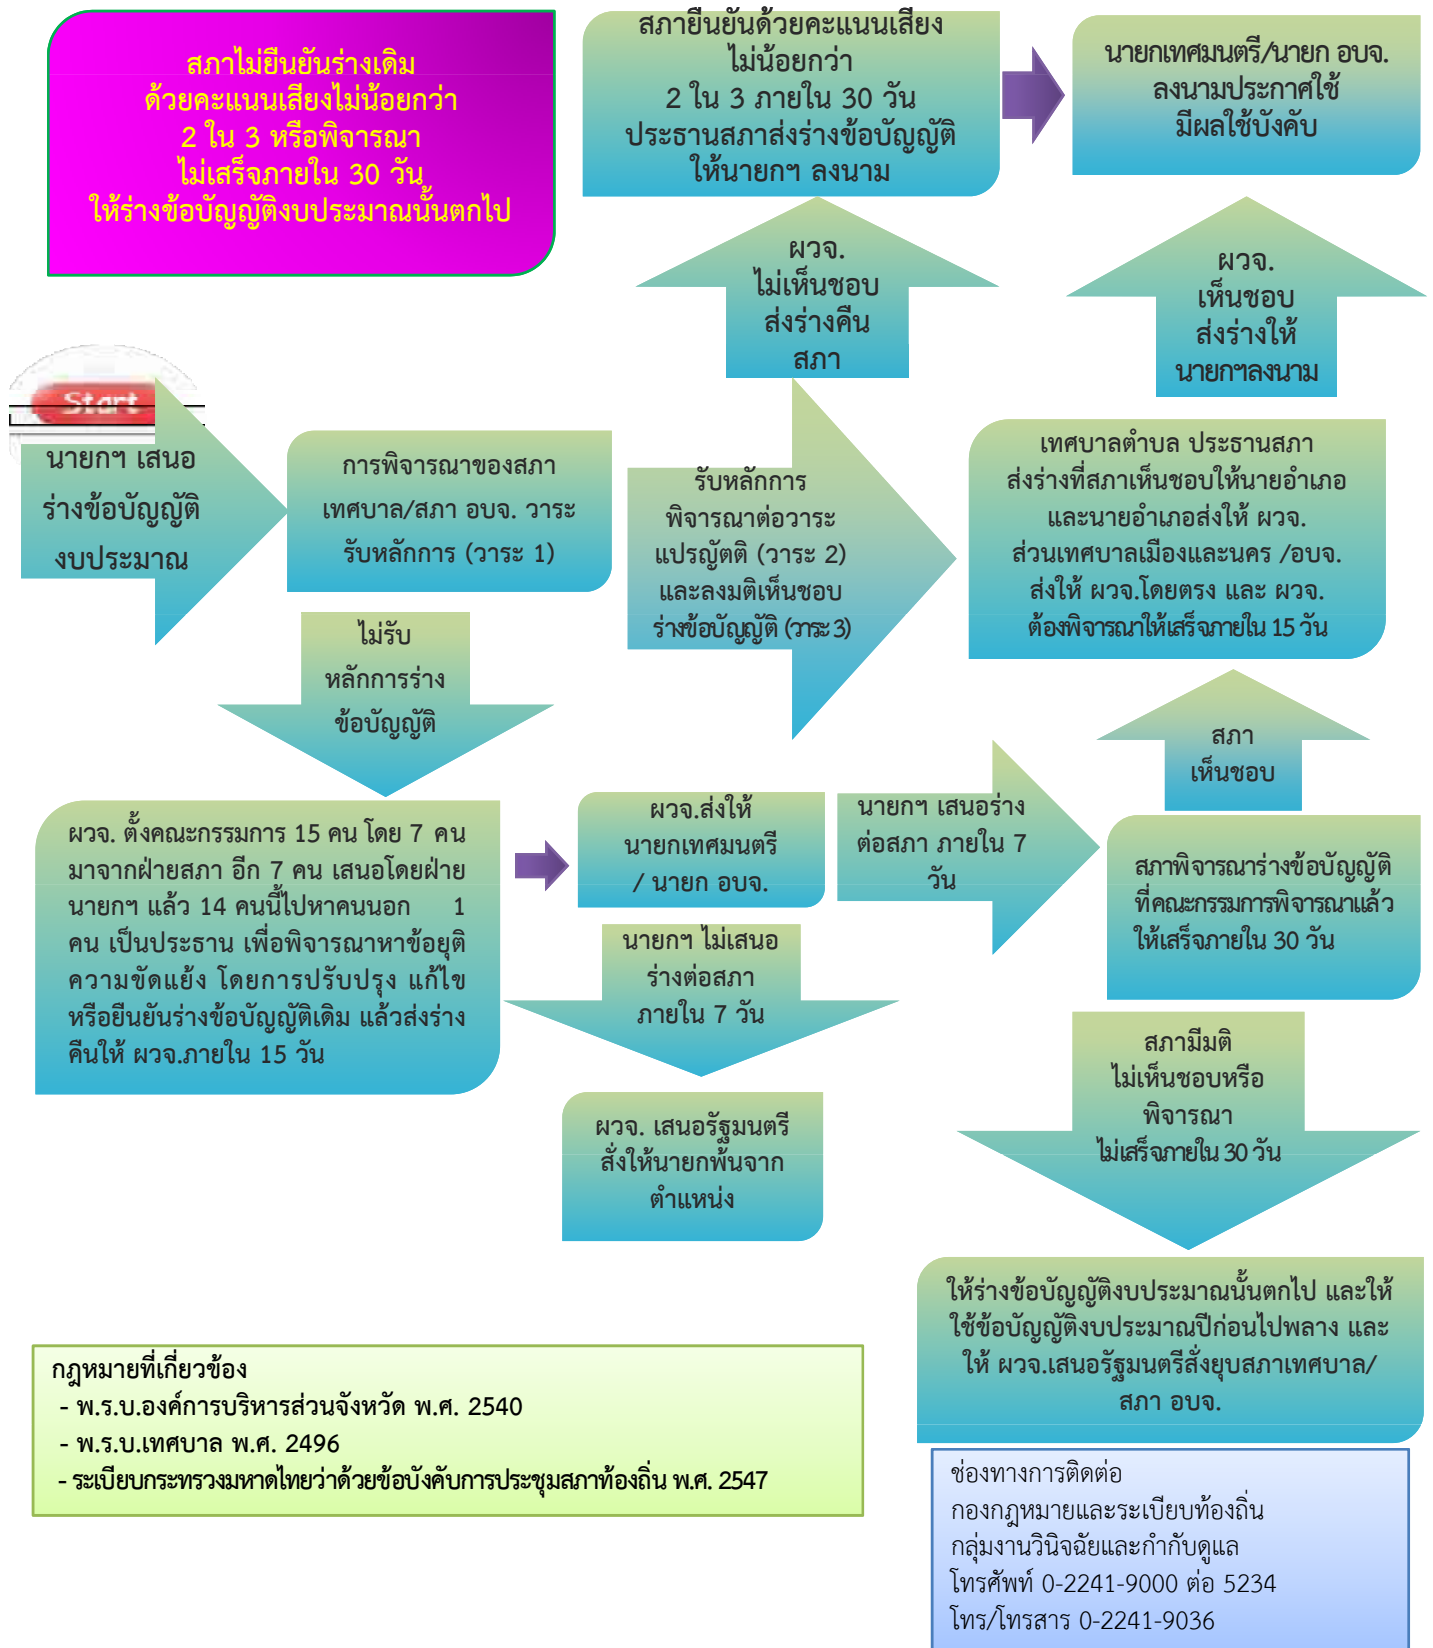 สภาไม่ยืนยันร่างเดิม
ด้วยคะแนนเสียงไม่น้อยกว่า
2 ใน 3 หรือพิจารณา
ไม่เสร็จภายใน 30 วัน
ให้ร่างข้อบัญญัติงบประมาณนั้นตกไป
สภายืนยันด้วยคะแนนเสียง
ไม่น้อยกว่า
2 ใน 3 ภายใน 30 วัน
ประธานสภาส่งร่างข้อบัญญัติ
ให้นายกฯ ลงนาม
นายกเทศมนตรี/นายก อบจ.
ลงนามประกาศใช้
มีผลใช้บังคับ
ผวจ.
ไม่เห็นชอบ
ส่งร่างคืน
สภา
ผวจ.
เห็นชอบ
ส่งร่างให้
นายกฯลงนาม
Start
นายกฯ เสนอ
ร่างข้อบัญญัติ
งบประมาณ
การพิจารณาของสภา
เทศบาล/สภา อบจ. วาระ
รับหลักการ (วาระ 1)
รับหลักการ
พิจารณาต่อวาระ
แปรญัตติ (วาระ 2)
และลงมติเห็นชอบ
ร่างข้อบัญญัติ (วาระ 3)
เทศบาลตำบล ประธานสภา
ส่งร่างที่สภาเห็นชอบให้นายอำเภอ
และนายอำเภอส่งให้ ผวจ.
ส่วนเทศบาลเมืองและนคร /อบจ.
ส่งให้ ผวจ.โดยตรง และ ผวจ.
ต้องพิจารณาให้เสร็จภายใน 15 วัน
ไม่รับ
หลักการร่าง
ข้อบัญญัติ
สภา
เห็นชอบ
ผวจ. ตั้งคณะกรรมการ 15 คน โดย 7 คน
มาจากฝ่ายสภา อีก 7 คน เสนอโดยฝ่าย
นายกฯ แล้ว 14 คนนี้ไปหาคนนอก 1
คน เป็นประธาน เพื่อพิจารณาหาข้อยุติ
ความขัดแย้ง โดยการปรับปรุง แก้ไข
หรือยืนยันร่างข้อบัญญัติเดิม แล้วส่งร่าง
คืนให้ ผวจ.ภายใน 15 วัน
ผวจ.ส่งให้
นายกเทศมนตรี
/ นายก อบจ.
นายกฯ เสนอร่าง
ต่อสภา ภายใน 7
วัน
สภาพิจารณาร่างข้อบัญญัติ
ที่คณะกรรมการพิจารณาแล้ว
ให้เสร็จภายใน 30 วัน
นายกฯ ไม่เสนอ
ร่างต่อสภา
ภายใน 7 วัน
สภามีมติ
ไม่เห็นชอบหรือ
พิจารณา
ไม่เสร็จภายใน 30 วัน
ผวจ. เสนอรัฐมนตรี
สั่งให้นายกพ้นจาก
ตำแหน่ง
ให้ร่างข้อบัญญัติงบประมาณนั้นตกไป และให้
ใช้ข้อบัญญัติงบประมาณปีก่อนไปพลาง และ
ให้ ผวจ.เสนอรัฐมนตรีสั่งยุบสภาเทศบาล/
สภา อบจ.
กฎหมายที่เกี่ยวข้อง
- พ.ร.บ.องค์การบริหารส่วนจังหวัด พ.ศ. 2540
- พ.ร.บ.เทศบาล พ.ศ. 2496
- ระเบียบกระทรวงมหาดไทยว่าด้วยข้อบังคับการประชุมสภาท้องถิ่น พ.ศ. 2547
ช่องทางการติดต่อ
กองกฎหมายและระเบียบท้องถิ่น
กลุ่มงานวินิจฉัยและกำกับดูแล
โทรศัพท์ 0-2241-9000 ต่อ 5234
โทร/โทรสาร 0-2241-9036